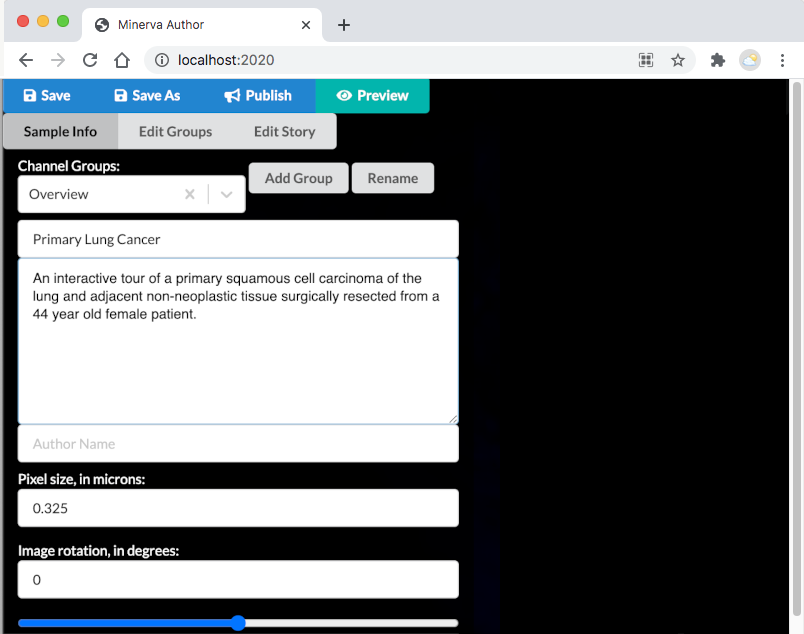 Minerva Author
localhost:2020
Save Save As Publish Preview
Sample Info Edit Groups Edit Story
Channel Groups:
Overview Add Group Rename
Primary Lung Cancer
An interactive tour of a primary squamous cell carcinoma of the
lung and adjacent non-neoplastic tissue surgically resected from a
44 year old female patient.
Author Name
Pixel size, in microns:
0.325
Image rotation, in degrees:
0